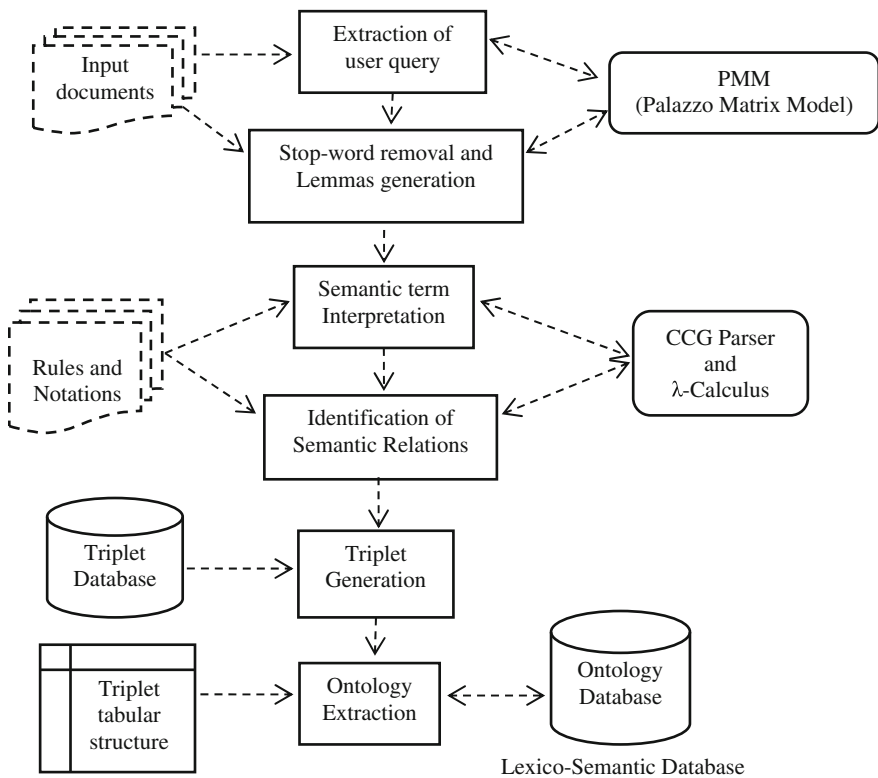 Input
documents
Extraction of
user query
PMM
(Palazzo Matrix Model)
Stop-word removal and
Lemmas generation
Rules and
Notations
Semantic term
Interpretation
CCG Parser
and
λ-Calculus
Identification of
Semantic Relations
Triplet
Database
Triplet
Generation
Triplet
tabular
structure
Ontology
Extraction
Ontology
Database
Lexico-Semantic Database